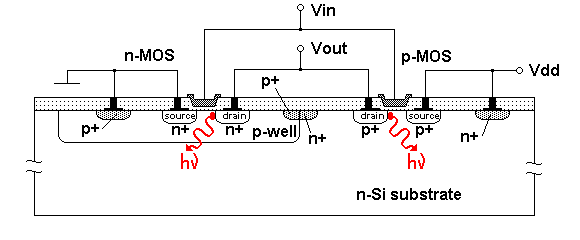 Vin
n-MOS
Vout
p-MOS
Vdd
p+
source
drain
drain
source
p+
n+
n+
p-well
n+
p+
p+
n+
hν
hν
n-Si substrate